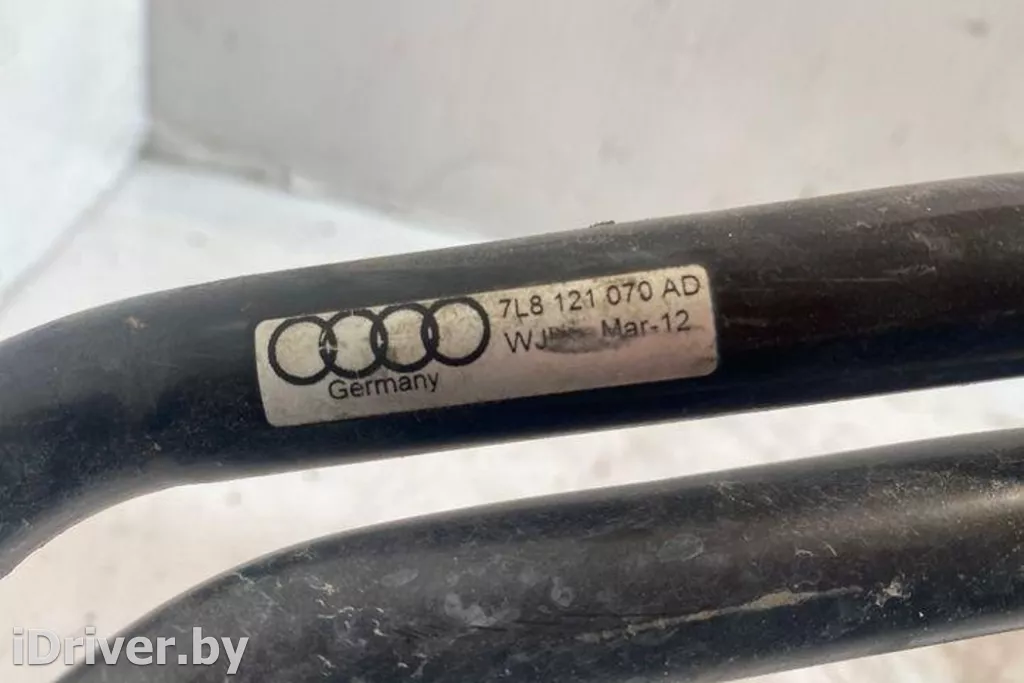 7L8 121 070 AD
Mar-12
Germany
iDriver.by